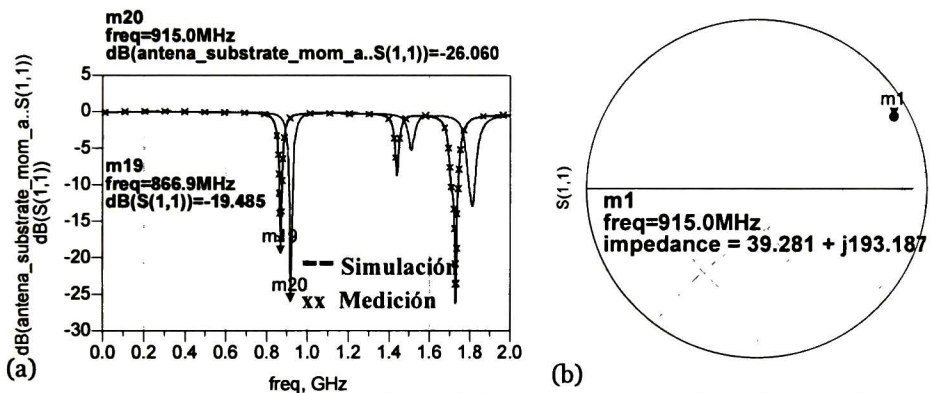 m20
freq=915.0MHz
dB(antena_substrate_mom_a..S(1,1))=-26.060
dB(antena_substrate_mom_a..S(1,1))
dB(S(1,1))
5
0
-5
-10
-15
-20
-25
-30
m19
freq=866.9MHz
dB(S(1,1))=-19.485
m19
m20
Simulación
xx Medición
0.0 0.2 0.4 0.6 0.8 1.0 1.2 1.4 1.6 1.8 2.0
freq, GHz
(a)
m1
S(1,1)
m1
freq=915.0MHz
impedance = 39.281 + j193.187
(b)